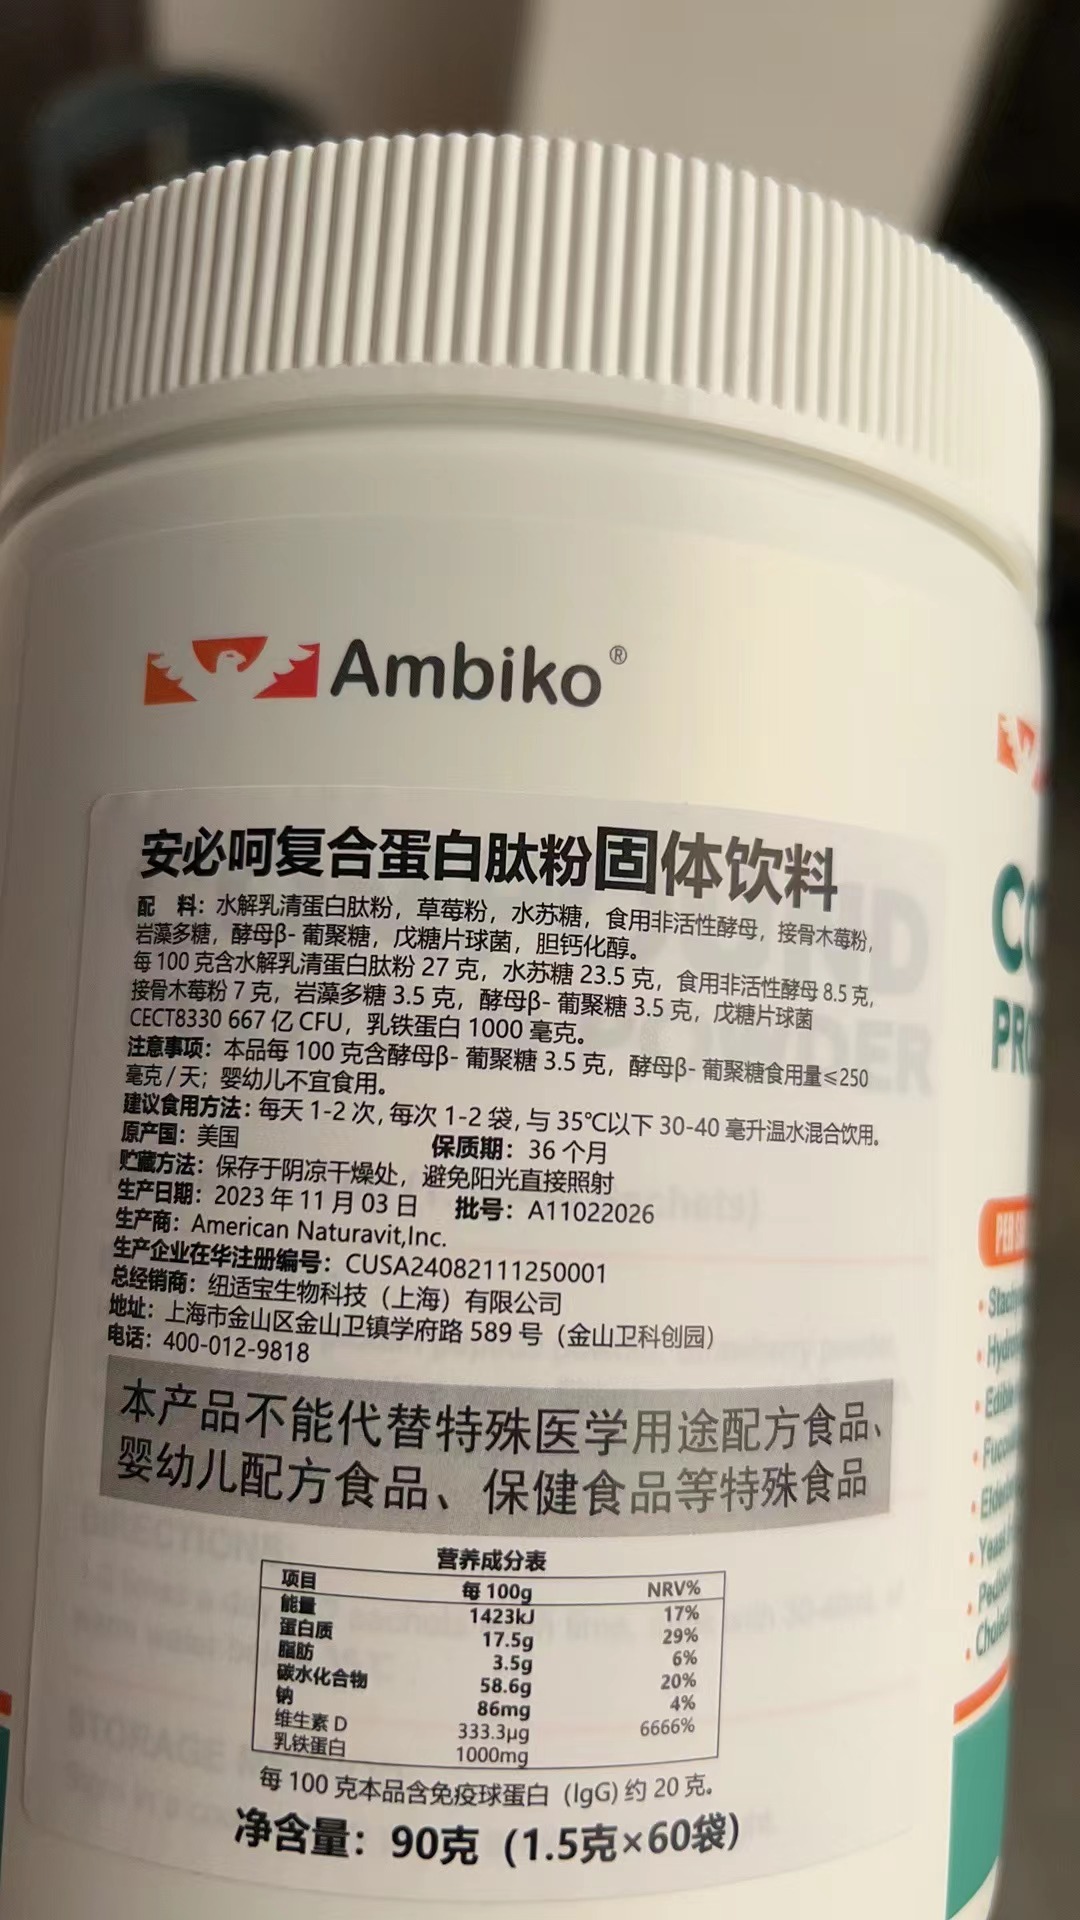 Ambiko®
安必呵复合蛋白肽粉固体饮料
配 料：水解乳清蛋白肽粉，草莓粉，水苏糖，食用非活性酵母，接骨木莓粉，
岩藻多糖，酵母β-葡聚糖，戊糖片球菌，胆钙化醇。
每100克含水解乳清蛋白肽粉27克，水苏糖23.5克，食用非活性酵母8.5克，
接骨木莓粉7克，岩藻多糖3.5克，酵母β-葡聚糖3.5克，戊糖片球菌
CECT8330 667亿CFU，乳铁蛋白1000毫克。
注意事项：本品每100克含酵母β-葡聚糖3.5克，酵母β-葡聚糖食用量≤250
毫克/天；婴幼儿不宜食用。
建议食用方法：每天1-2次，每次1-2袋，与35℃以下30-40毫升温水混合饮用。
原产国：美国 保质期：36个月
贮藏方法：保存于阴凉干燥处，避免阳光直接照射
生产日期：2023年11月03日 批号：A11022026
生产商：American Naturavit,Inc.
生产企业在华注册编号：CUSA24082111250001
总经销商：纽适宝生物科技（上海）有限公司
地址：上海市金山区金山卫镇学府路589号（金山卫科创园）
电话：400-012-9818
本产品不能代替特殊医学用途配方食品、
婴幼儿配方食品、保健食品等特殊食品
营养成分表
项目 每100g NRV%
能量 1423kJ 17%
蛋白质 17.5g 29%
脂肪 3.5g 6%
碳水化合物 58.6g 20%
钠 86mg 4%
维生素D 333.3μg 6666%
乳铁蛋白 1000mg
每100克本品含免疫球蛋白（IgG)约20克。
净含量：90克（1.5克×60袋）